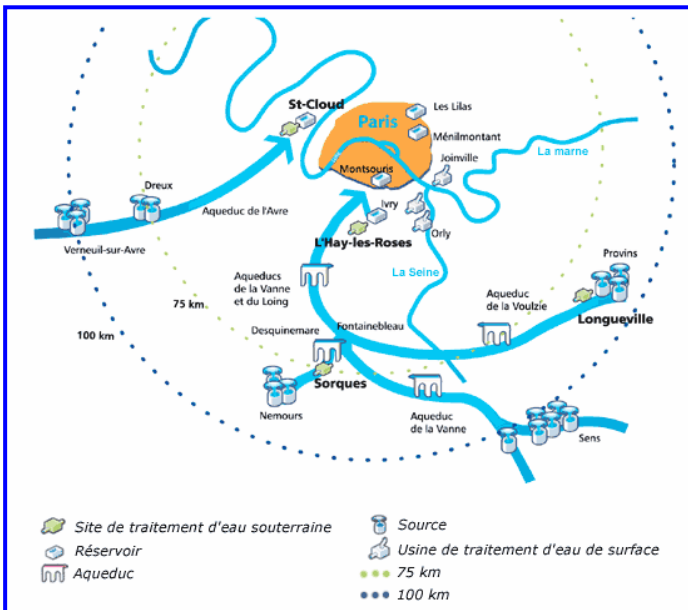 St-Cloud
Les Lilas
Paris
Ménilmontant
Joinville
La marne
Montsouris
Dreux
Aqueduc de l'Avre
Ivry
Verneuil-sur-Avre
L'Hay-les-Roses
Orly
La Seine
Provins
Aqueducs
de la Vanne
et du Loing
75 km.
Aqueduc
de la Voulzie
Longueville
100 km
Desquinemare
Fontainebleau
Sorques
Nemours
Aqueduc
de la Vanne
Sens
Site de traitement d'eau souterraine
Source
Réservoir
Usine de traitement d'eau de surface
Aqueduc
75 km
100 km